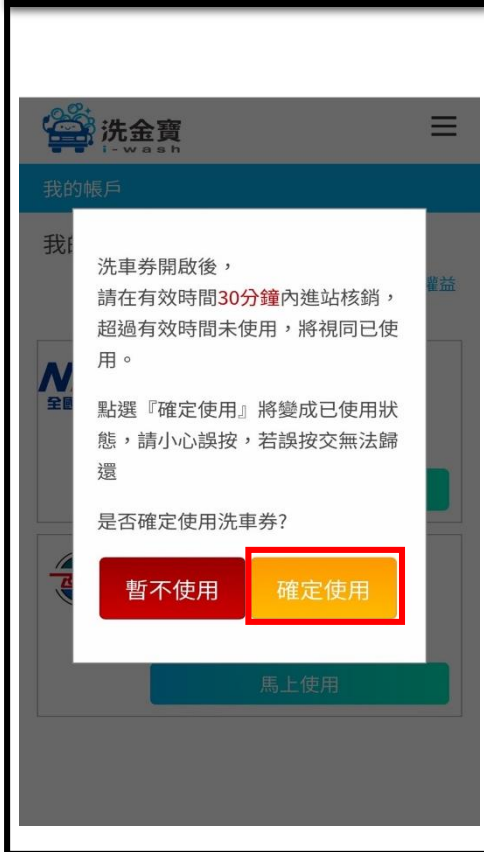 洗金寶
i-wash
我的帳戶
我的
權益
洗車券開啟後，
請在有效時間30分鐘內進站核銷，
超過有效時間未使用，將視同已使
用。
點選『確定使用』將變成已使用狀
態，請小心誤按，若誤按交無法歸
還
是否確定使用洗車券?
暫不使用
確定使用
馬上使用